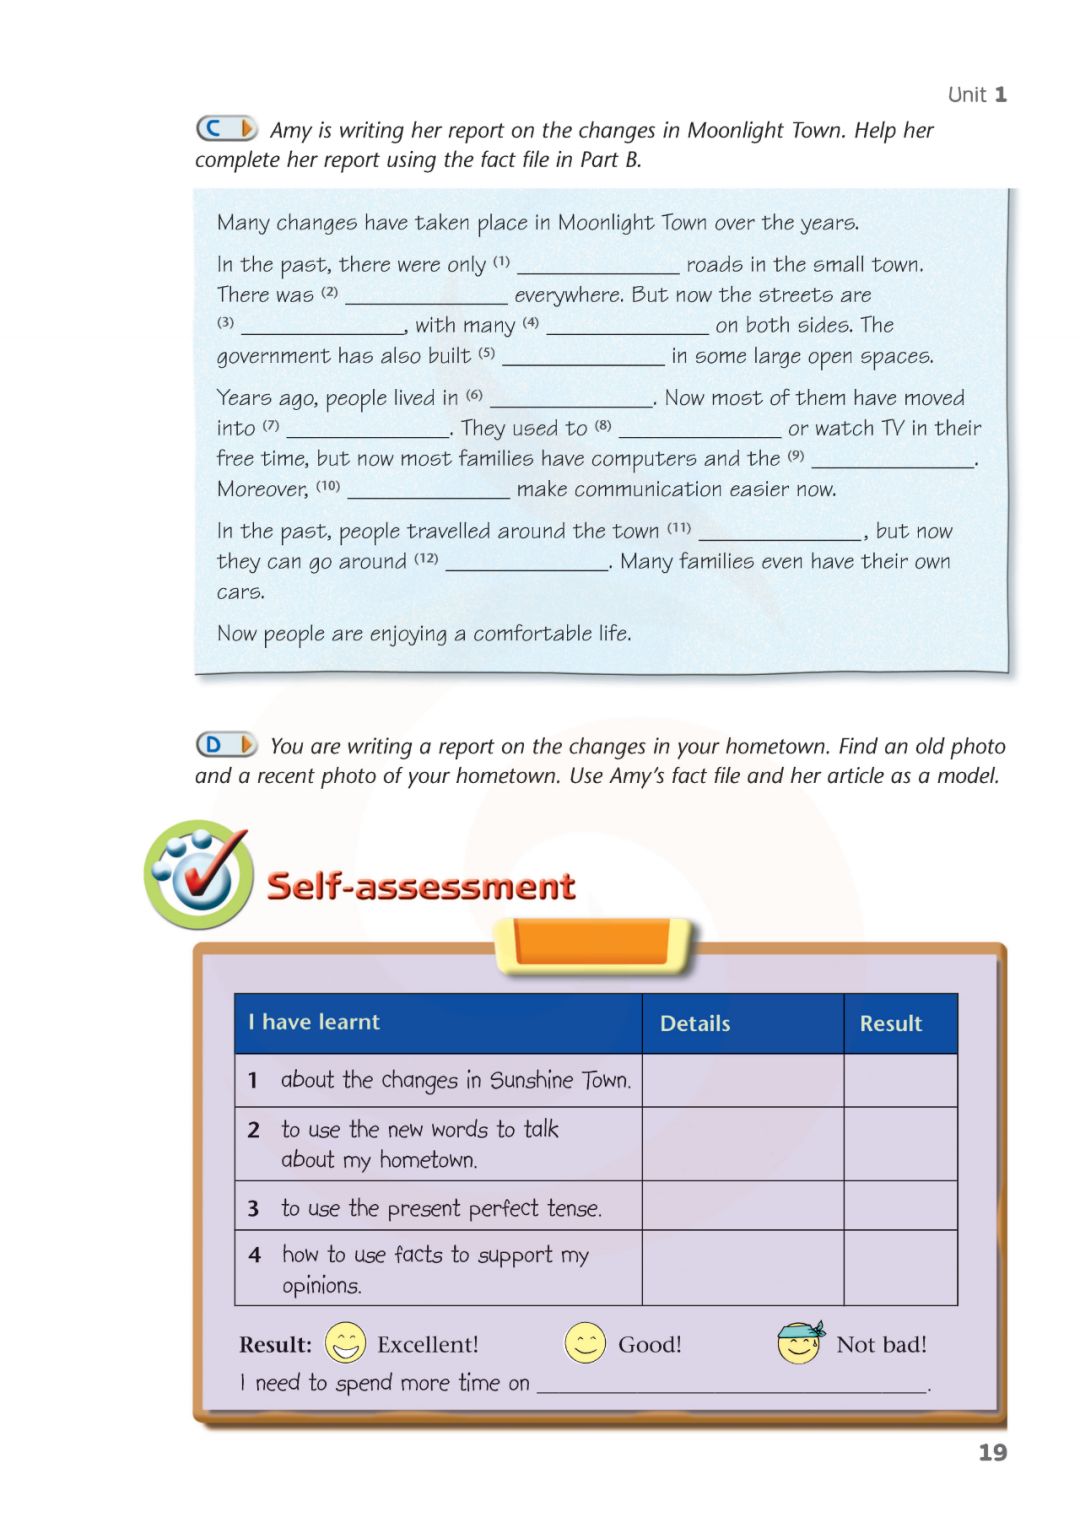 Unit 1
C Amy is writing her report on the changes in Moonlight Town. Help her
complete her report using the fact file in Part B.
Many changes have taken place in Moonlight Town over the years.
In the past, there were only (1) ______________ roads in the small town.
There was (2) ______________ everywhere. But now the streets are
(3) ______________, with many (4) ______________ on both sides. The
government has also built (5) ______________ in some large open spaces.
Years ago, people lived in (6) ______________. Now most of them have moved
into (7) ______________. They used to (8) ______________ or watch TV in their
free time, but now most families have computers and the (9) ______________.
Moreover, (10) ______________ make communication easier now.
In the past, people travelled around the town (11) ______________, but now
they can go around (12) ______________. Many families even have their own
cars.
Now people are enjoying a comfortable life.
D You are writing a report on the changes in your hometown. Find an old photo
and a recent photo of your hometown. Use Amy's fact file and her article as a model.
Self-assessment
I have learnt Details Result
1 about the changes in Sunshine Town.
2 to use the new words to talk
about my hometown.
3 to use the present perfect tense.
4 how to use facts to support my
opinions.
Result: Excellent! Good! Not bad!
I need to spend more time on ______________.
19